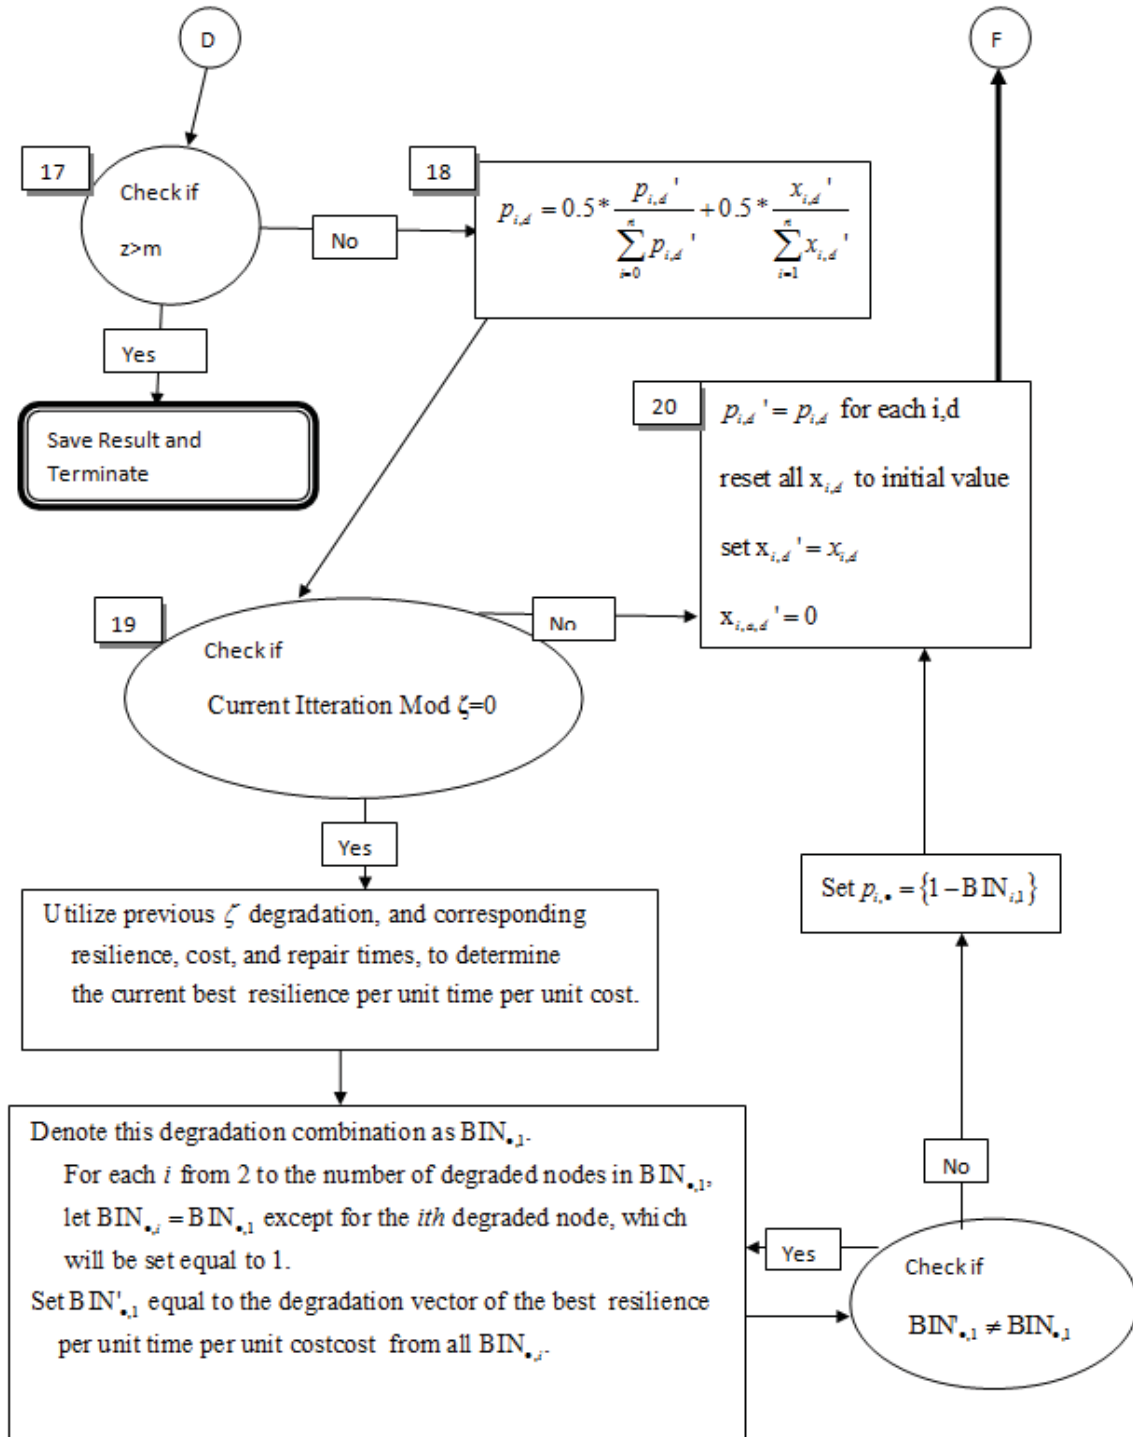 D
F
17
Check if
z>m
No
18
p_{i,d} = 0.5* \frac{p_{i,d}'}{\sum_{i=0}^{n} p_{i,d}'} + 0.5* \frac{x_{i,d}'}{\sum_{i=1}^{n} x_{i,d}'}
Yes
Save Result and
Terminate
20
p_{i,d}' = p_{i,d} for each i,d
reset all x_{i,d} to initial value
set x_{i,d}' = x_{i,d}
x_{i,a,d}' = 0
19
Check if
Current Itteration Mod ζ=0
No
Yes
Utilize previous ζ degradation, and corresponding
resilience, cost, and repair times, to determine
the current best resilience per unit time per unit cost.
Set p_{i,•} = {1 − BIN_{i,1}}
Denote this degradation combination as BIN_{•,1}.
For each i from 2 to the number of degraded nodes in BIN_{•,1},
let BIN_{•,i} = BIN_{•,1} except for the ith degraded node, which
will be set equal to 1.
Set BIN'_{•,1} equal to the degradation vector of the best resilience
per unit time per unit costcost from all BIN_{•,i}.
No
Yes
Check if
BIN'_{•,1} ≠ BIN_{•,1}